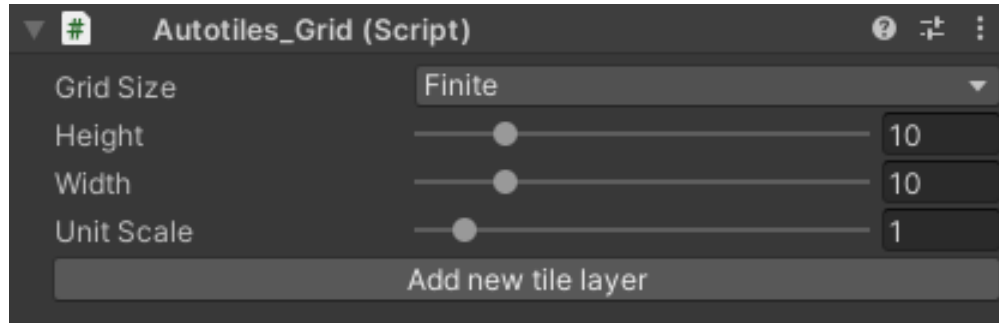 # Autotiles_Grid (Script) ?
Grid Size Finite
Height 10
Width 10
Unit Scale 1
Add new tile layer